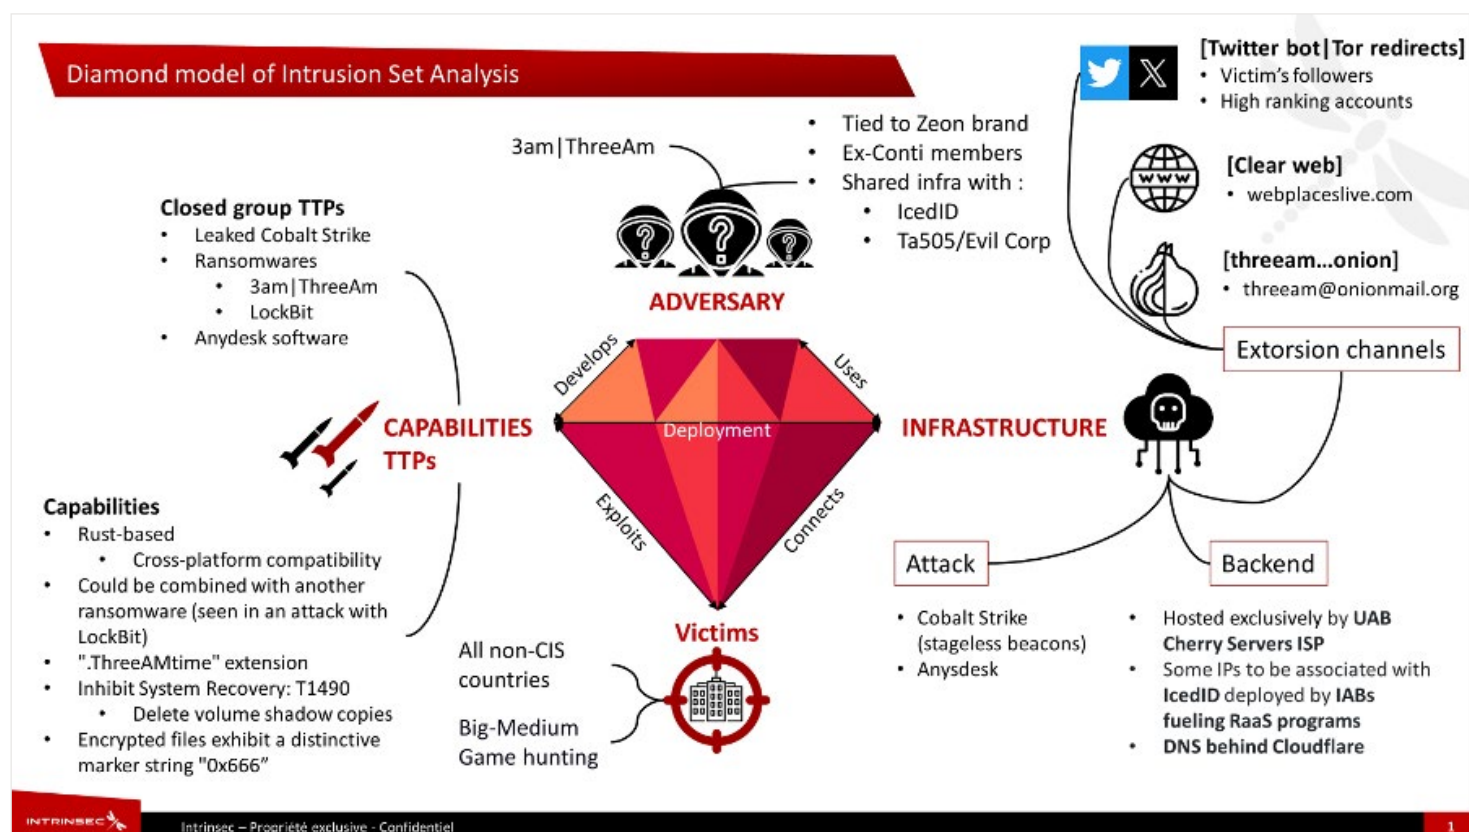 Diamond model of Intrusion Set Analysis
3am|ThreeAm
• Tied to Zeon brand
• Ex-Conti members
• Shared infra with :
• IcedID
• Ta505/Evil Corp
ADVERSARY
[Twitter bot|Tor redirects]
• Victim's followers
• High ranking accounts
WWW
[Clear web]
• webplaceslive.com
[threeam...onion]
• threeam@onionmail.org
Extorsion channels
Closed group TTPs
• Leaked Cobalt Strike
• Ransomwares
• 3am|ThreeAm
• LockBit
• Anydesk software
CAPABILITIES
TTPs
Develops
Uses
Deployment
Exploits
Connects
INFRASTRUCTURE
Capabilities
• Rust-based
• Cross-platform compatibility
• Could be combined with another
ransomware (seen in an attack with
LockBit)
• ".ThreeAMtime" extension
• Inhibit System Recovery: T1490
• Delete volume shadow copies
• Encrypted files exhibit a distinctive
marker string "0x666"
Victims
All non-CIS
countries
Big-Medium
Game hunting
Attack
• Cobalt Strike
(stageless beacons)
• Anysdesk
Backend
• Hosted exclusively by UAB
Cherry Servers ISP
• Some IPs to be associated with
IcedID deployed by IABs
fueling RaaS programs
• DNS behind Cloudflare
INTRINSEC
Intrinsec – Propriété exclusive - Confidentiel
1